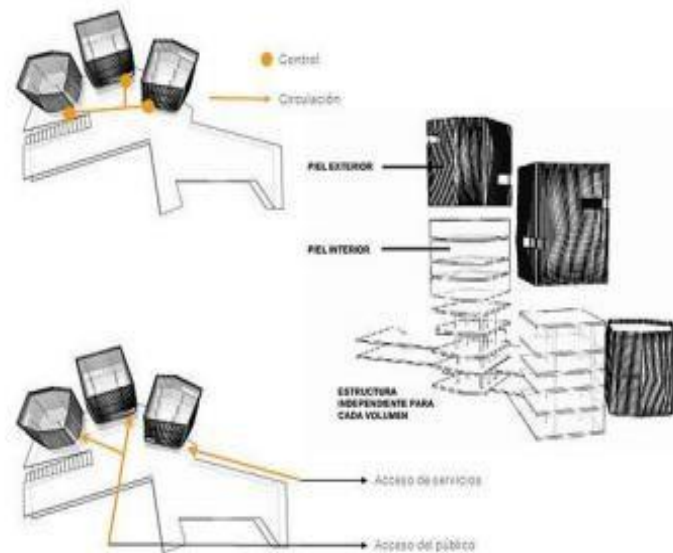 Control
Circulación
PIEL EXTERIOR
PIEL INTERIOR
ESTRUCTURA
INDEPENDIENTE PARA
CADA VOLUMEN
Acceso de servicios
Acceso del público